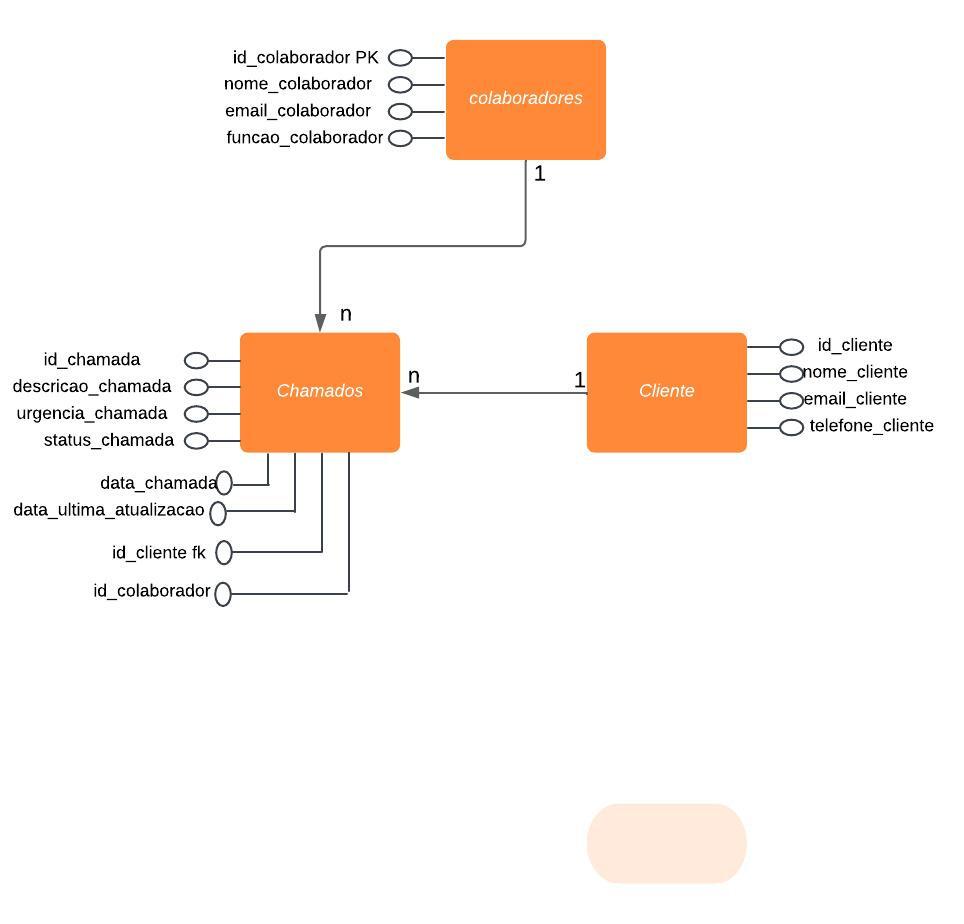 id_colaborador PK
nome_colaborador
email_colaborador
funcao_colaborador
colaboradores
1
n
id_chamada
descricao_chamada
urgencia_chamada
status_chamada
Chamados
n
1
Cliente
id_cliente
nome_cliente
email_cliente
telefone_cliente
data_chamada
data_ultima_atualizacao
id_cliente fk
id_colaborador